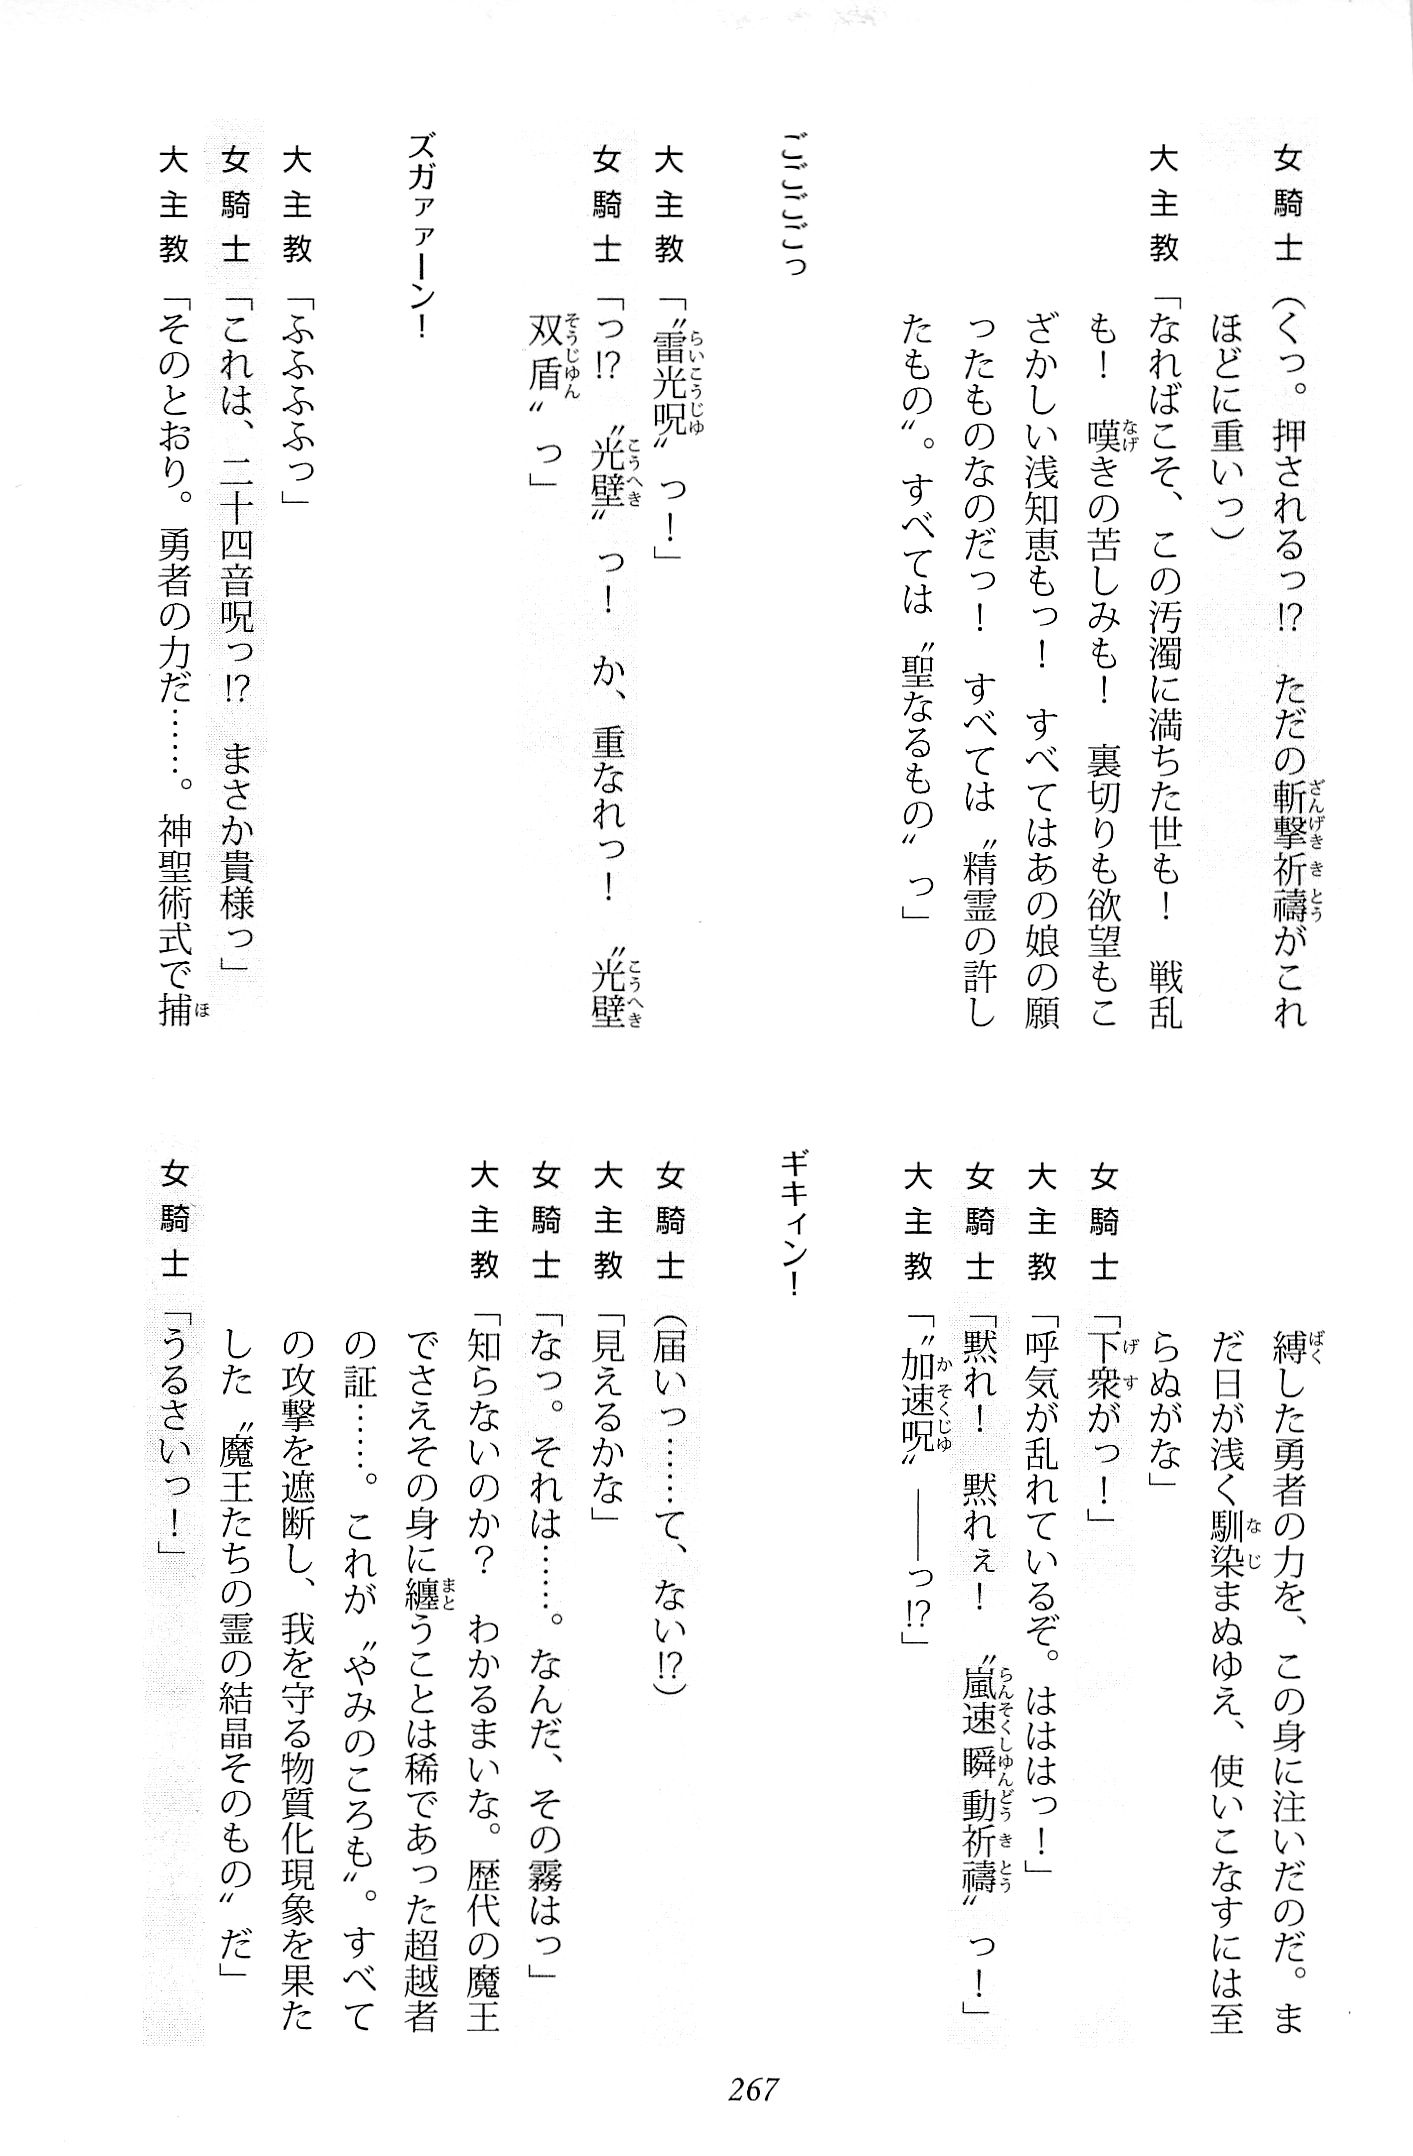 女騎士（くっ。押されるっ!?　ただの斬撃祈禱がこれ
ほどに重いっ）
大主教「なればこそ、この汚濁に満ちた世も！　戦乱
も！　嘆きの苦しみも！　裏切りも欲望もこ
ざかしい浅知恵もっ！　すべてはあの娘の願
ったものなのだっ！　すべては〝精霊の許し
たもの〟。すべては〝聖なるもの〟っ」
ごごごごっ
大主教「〝雷光呪〟っ！」
女騎士「っ!?　〝光壁〟っ！　か、重なれっ！　〝光壁
双盾〟っ」
ズガァァーン！
大主教「ふふふふっ」
女騎士「これは、二十四音呪っ!?　まさか貴様っ」
大主教「そのとおり。勇者の力だ……。神聖術式で捕
縛した勇者の力を、この身に注いだのだ。ま
だ日が浅く馴染まぬゆえ、使いこなすには至
らぬがな」
女騎士「下衆がっ！」
大主教「呼気が乱れているぞ。はははっ！」
女騎士「黙れ！　黙れぇ！　〝嵐速瞬動祈禱〟っ！」
大主教「〝加速呪〟――っ!?」
ギキィン！
女騎士（届いっ……て、ない!?）
大主教「見えるかな」
女騎士「なっ。それは……。なんだ、その霧はっ」
大主教「知らないのか？　わかるまいな。歴代の魔王
でさえその身に纏うことは稀であった超越者
の証……。これが〝やみのころも〟。すべて
の攻撃を遮断し、我を守る物質化現象を果た
した〝魔王たちの霊の結晶そのもの〟だ」
女騎士「うるさいっ！」
267